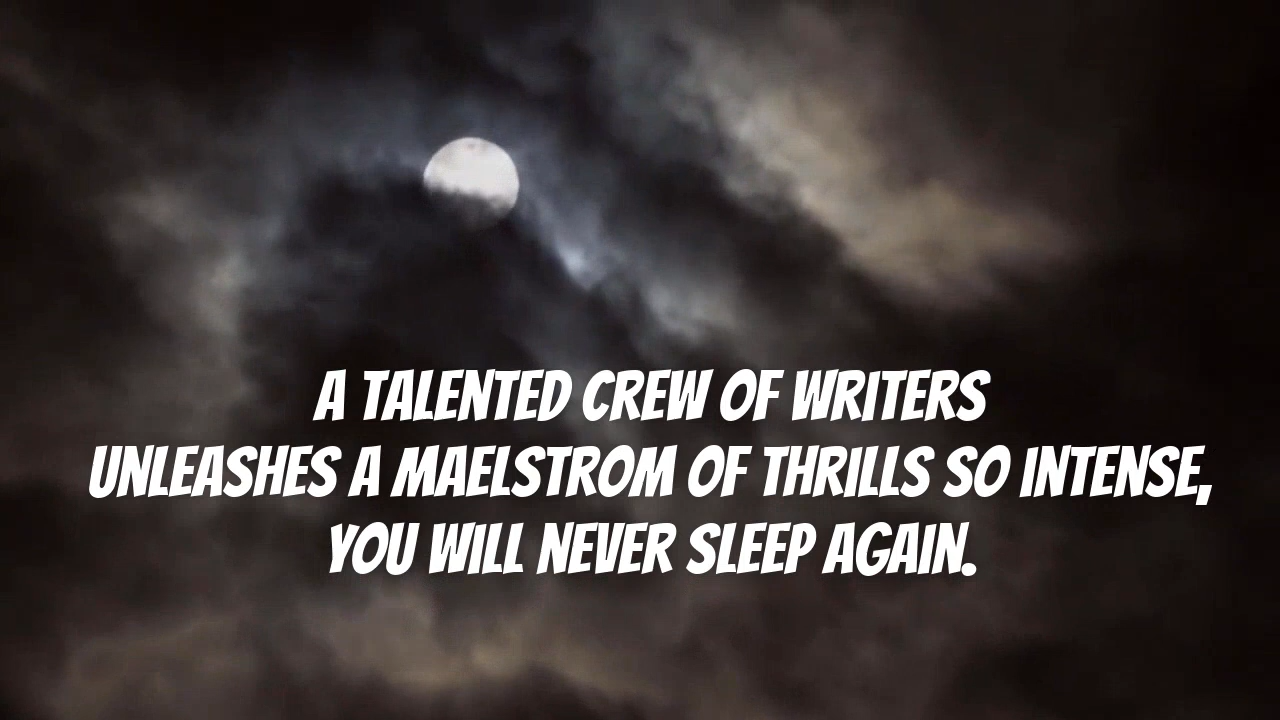 A TALENTED CREW OF WRITERS
UNLEASHES A MAELSTROM OF THRILLS SO INTENSE,
YOU WILL NEVER SLEEP AGAIN.